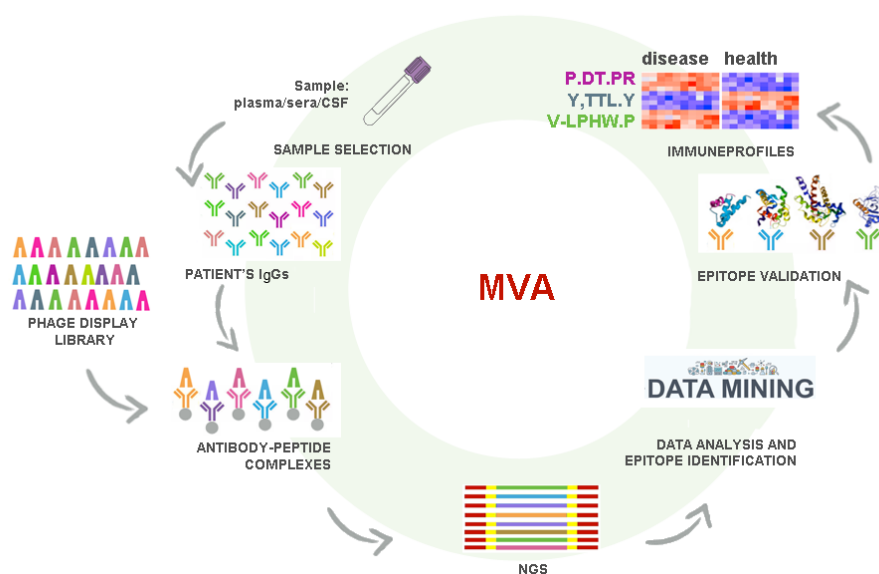 disease health
P.DT.PR
Y,TTL.Y
V-LPHW.P
IMMUNEPROFILES
Sample:
plasma/sera/CSF
SAMPLE SELECTION
PATIENT'S IgGs
PHAGE DISPLAY
LIBRARY
ANTIBODY-PEPTIDE
COMPLEXES
MVA
EPITOPE VALIDATION
DATA MINING
DATA ANALYSIS AND
EPITOPE IDENTIFICATION
NGS